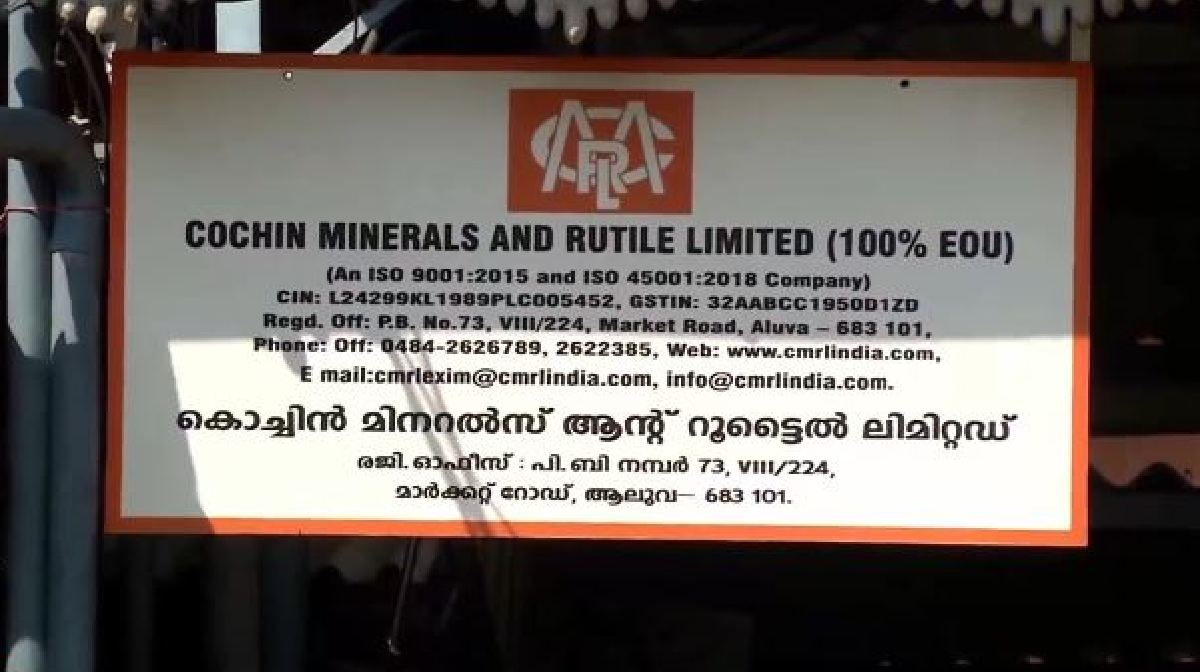 CMRL
COCHIN MINERALS AND RUTILE LIMITED (100% EOU)
(An ISO 9001:2015 and ISO 45001:2018 Company)
CIN: L24299KL1989PLC005452, GSTIN: 32AABCC1950D1ZD
Regd. Off: P.B. No.73, VIII/224, Market Road, Aluva – 683 101,
Phone: Off: 0484-2626789, 2622385, Web: www.cmrlindia.com,
E mail:cmrlexim@cmrlindia.com, info@cmrlindia.com.
കൊച്ചിൻ മിനറൽസ് ആന്റ് റൂട്ടൈൽ ലിമിറ്റഡ്
രജി. ഓഫീസ് : പി. ബി നമ്പർ 73, VIII/224,
മാർക്കറ്റ് റോഡ്, ആലുവ– 683 101.